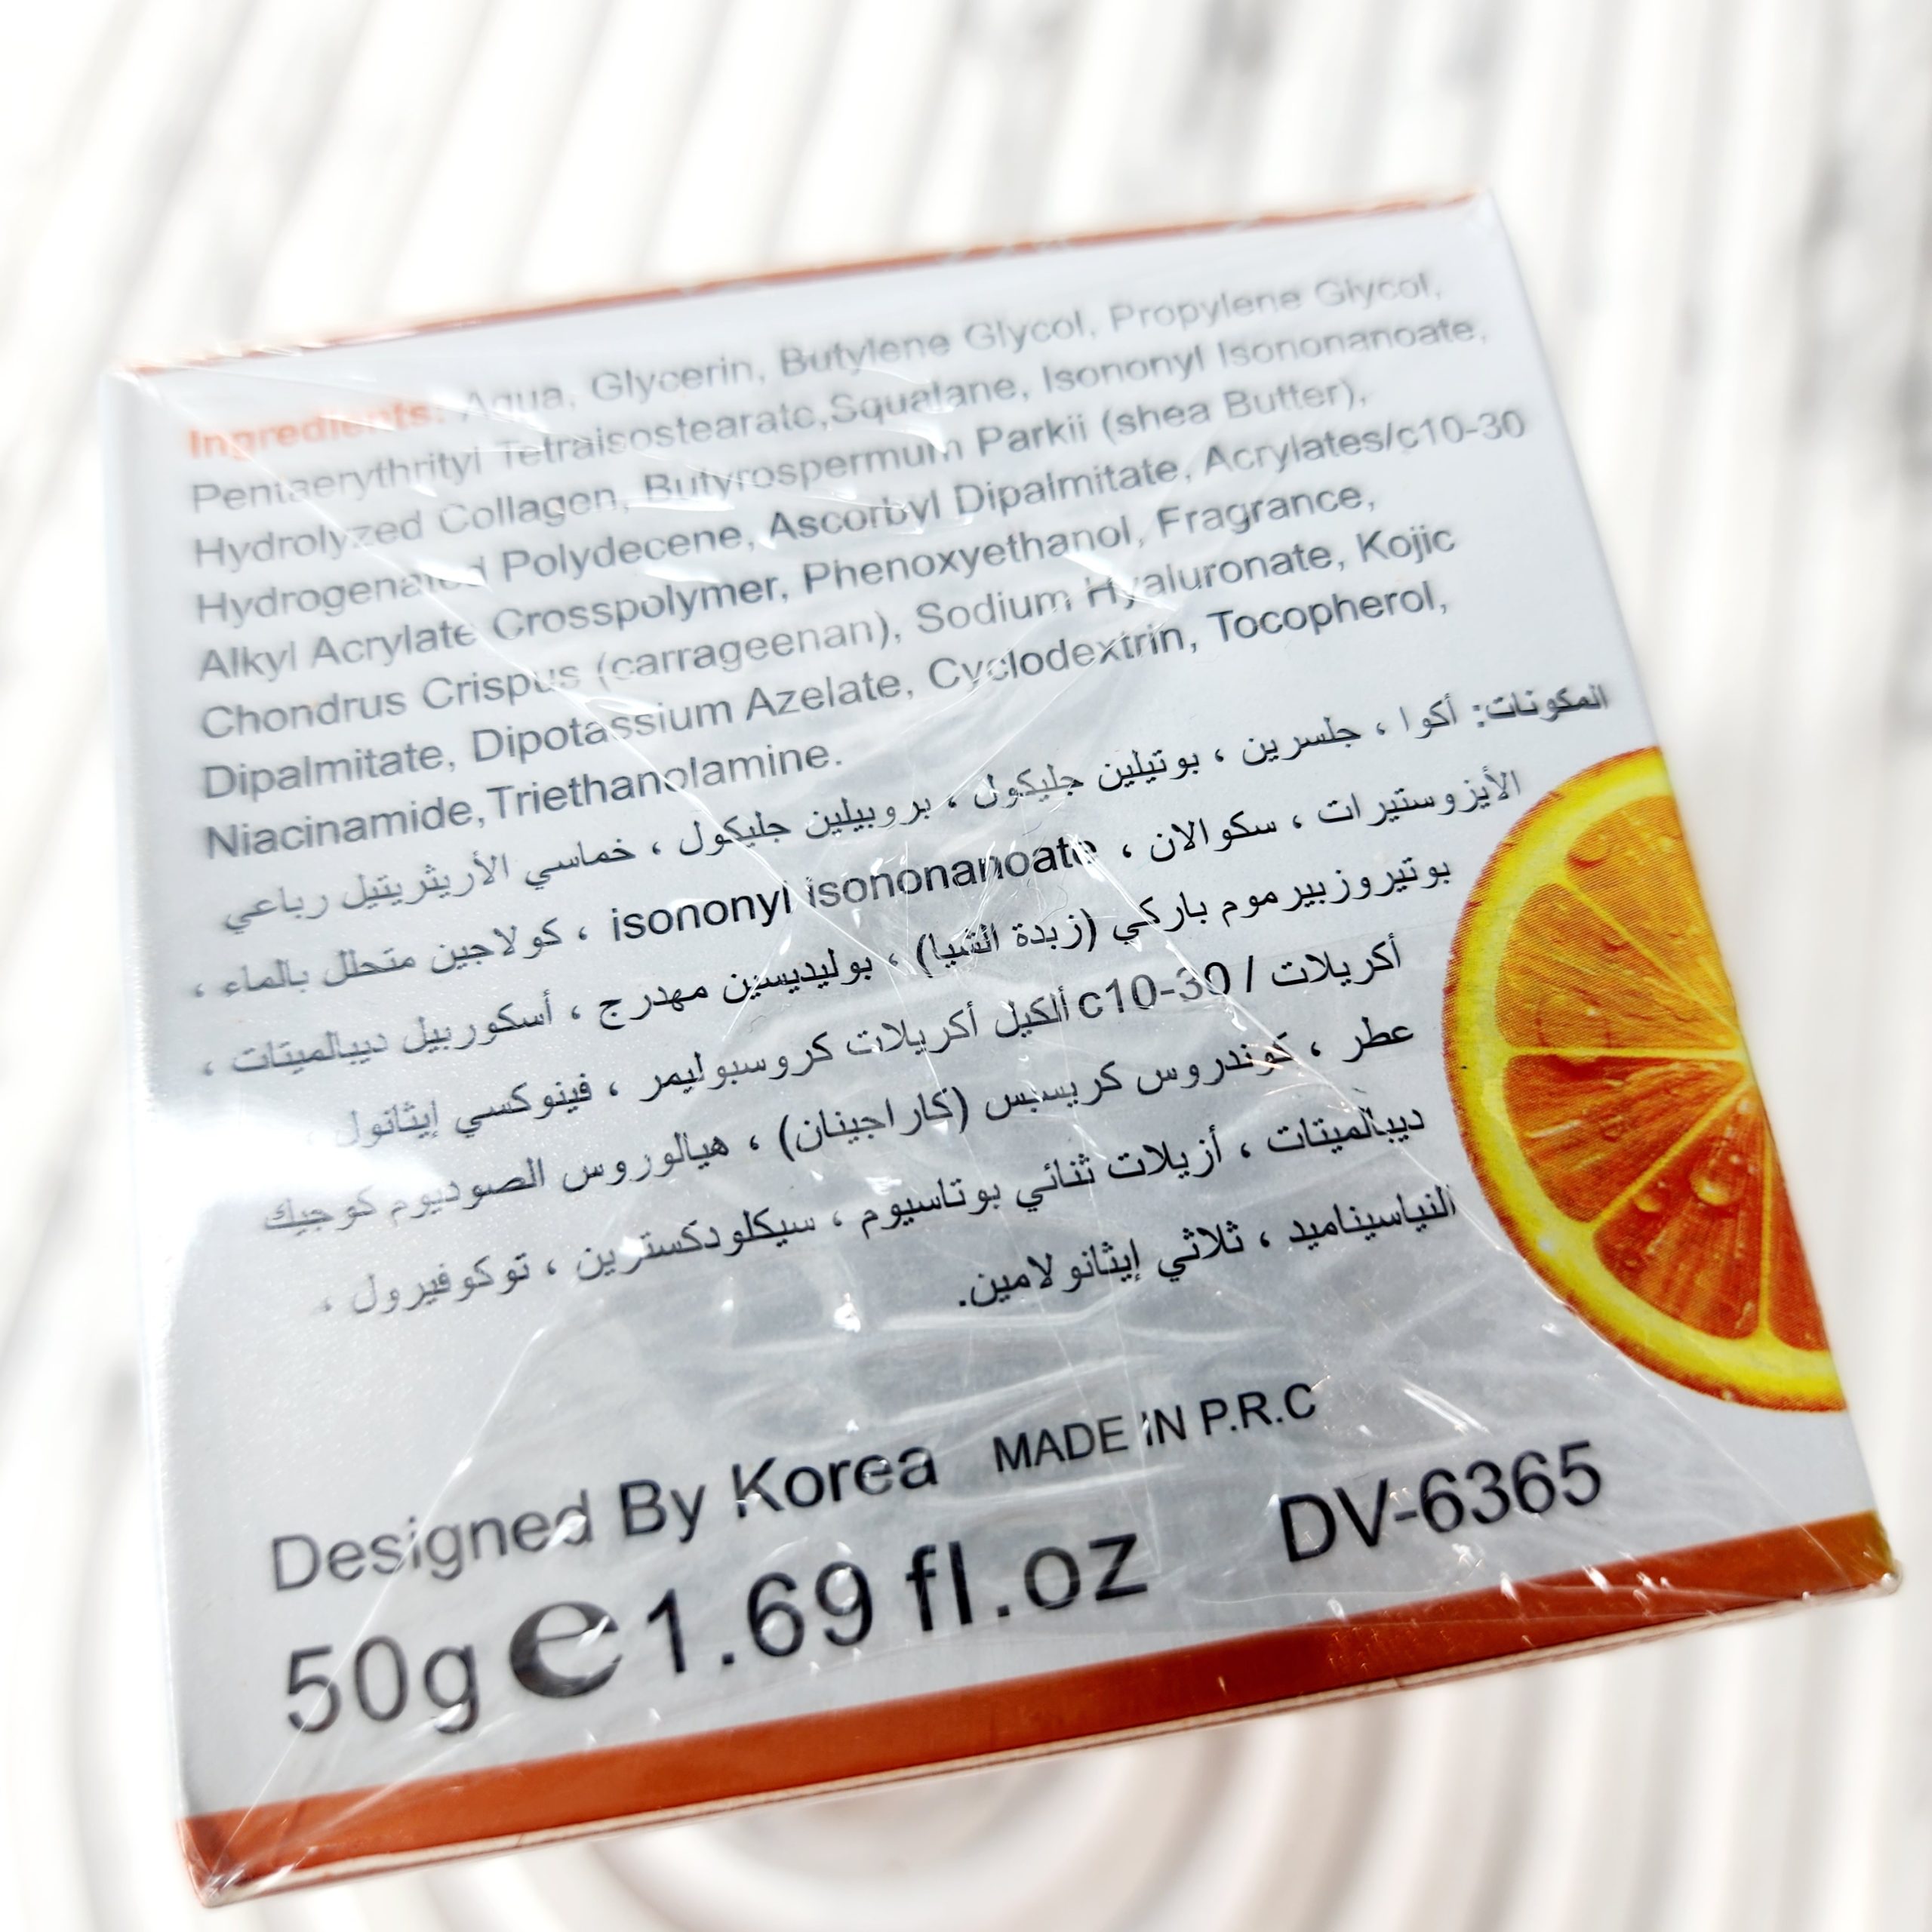 Ingredients: Aqua, Glycerin, Butylene Glycol, Propylene Glycol,
Pentaerythrityl Tetraisostearate,Squalane, Isononyl Isononanoate,
Hydrolyzed Collagen, Butyrospermum Parkii (shea Butter),
Hydrogenated Polydecene, Ascorbyl Dipalmitate, Acrylates/c10-30
Alkyl Acrylate Crosspolymer, Phenoxyethanol, Fragrance,
Chondrus Crispus (carrageenan), Sodium Hyaluronate, Kojic
Dipalmitate, Dipotassium Azelate, Cyclodextrin, Tocopherol,
Niacinamide,Triethanolamine.
المكونات: أكوا ، جلسرين ، بوتيلين جليكول ، بروبيلين جليكول ، خماسي الأريثريتيل رباعي
الأيزوستيرات ، سكوالان ، isononyl isononanoate ، كولاجين متحلل بالماء ،
بوتيروزبيرموم باركي (زبدة الشيا) ، بوليديسين مهدرج ، أسكوربيل ديبالميتات ،
أكريلات / c10-30 ألكيل أكريلات كروسبوليمر ، فينوكسي إيثانول ،
عطر ، كوندروس كريسبس (كاراجينان) ، هيالوروس الصوديوم كوجيك
ديبالميتات ، أزيلات ثنائي بوتاسيوم ، سيكلودكسترين ، توكوفيرول ،
النياسيناميد ، ثلاثي إيثانولامين.
Designed By Korea MADE IN P.R.C
50g e 1.69 fl.oz DV-6365